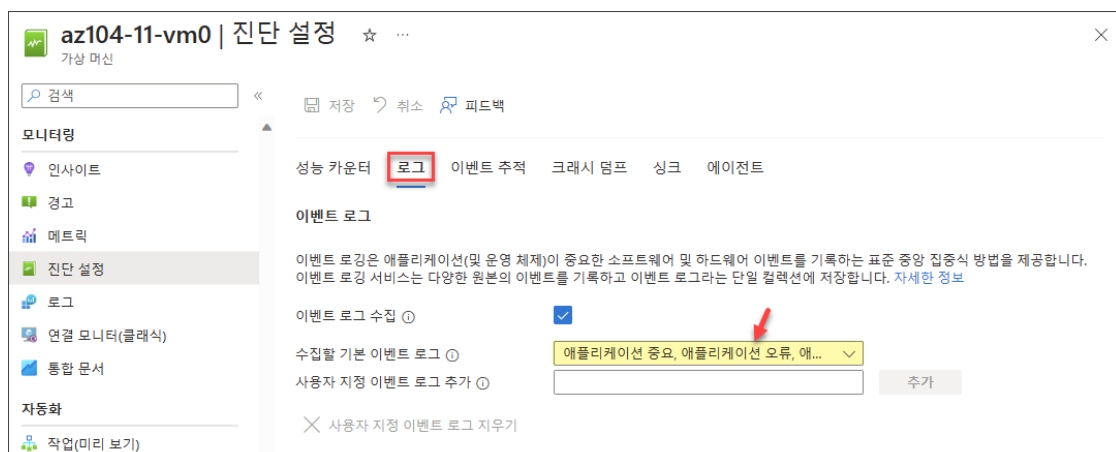 az104-11-vm0 | 진단 설정
가상 머신
검색
저장 취소 피드백
모니터링
인사이트
경고
메트릭
진단 설정
로그
연결 모니터(클래식)
통합 문서
자동화
작업(미리 보기)
성능 카운터 로그 이벤트 추적 크래시 덤프 싱크 에이전트
이벤트 로그
이벤트 로깅은 애플리케이션(및 운영 체제)이 중요한 소프트웨어 및 하드웨어 이벤트를 기록하는 표준 중앙 집중식 방법을 제공합니다.
이벤트 로깅 서비스는 다양한 원본의 이벤트를 기록하고 이벤트 로그라는 단일 컬렉션에 저장합니다. 자세한 정보
이벤트 로그 수집
수집할 기본 이벤트 로그 애플리케이션 중요, 애플리케이션 오류, 애...
사용자 지정 이벤트 로그 추가 추가
사용자 지정 이벤트 로그 지우기